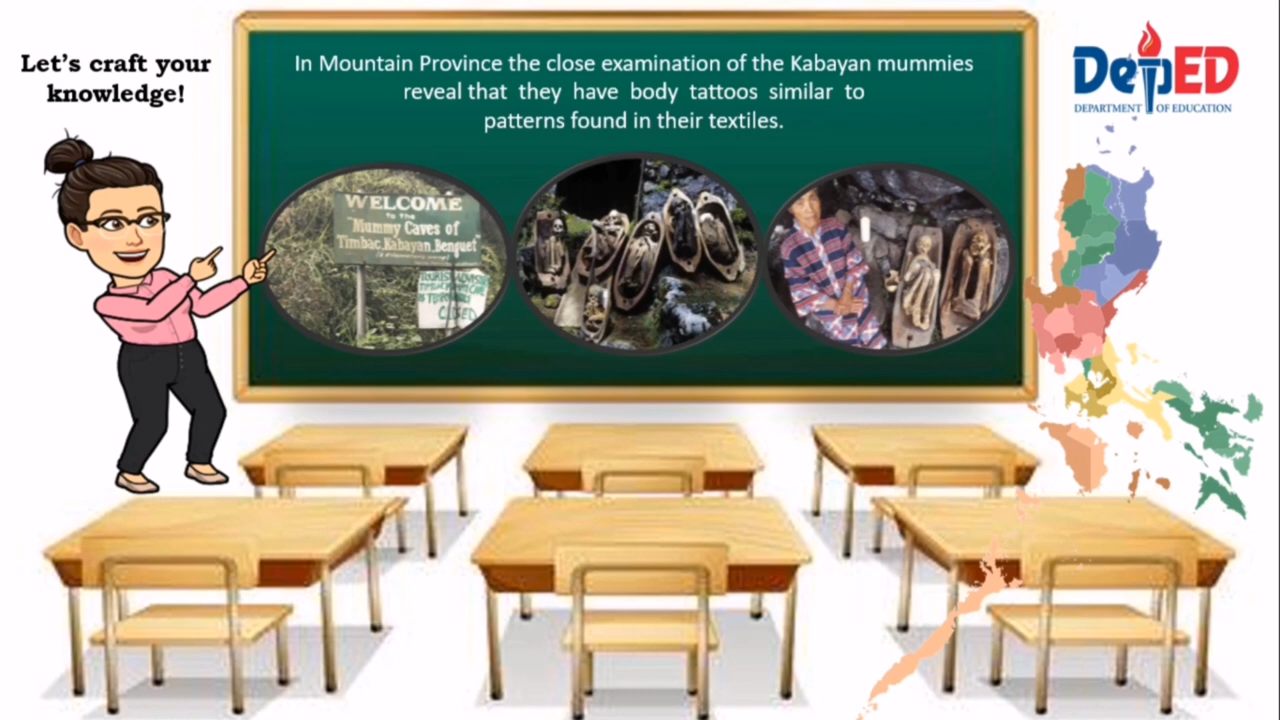 Let's craft your
knowledge!
In Mountain Province the close examination of the Kabayan mummies
reveal that they have body tattoos similar to
patterns found in their textiles.
WELCOME
to the
"Mummy Caves of
Timbac, Kabayan, Benguet"
CLOSED
DepED
DEPARTMENT OF EDUCATION